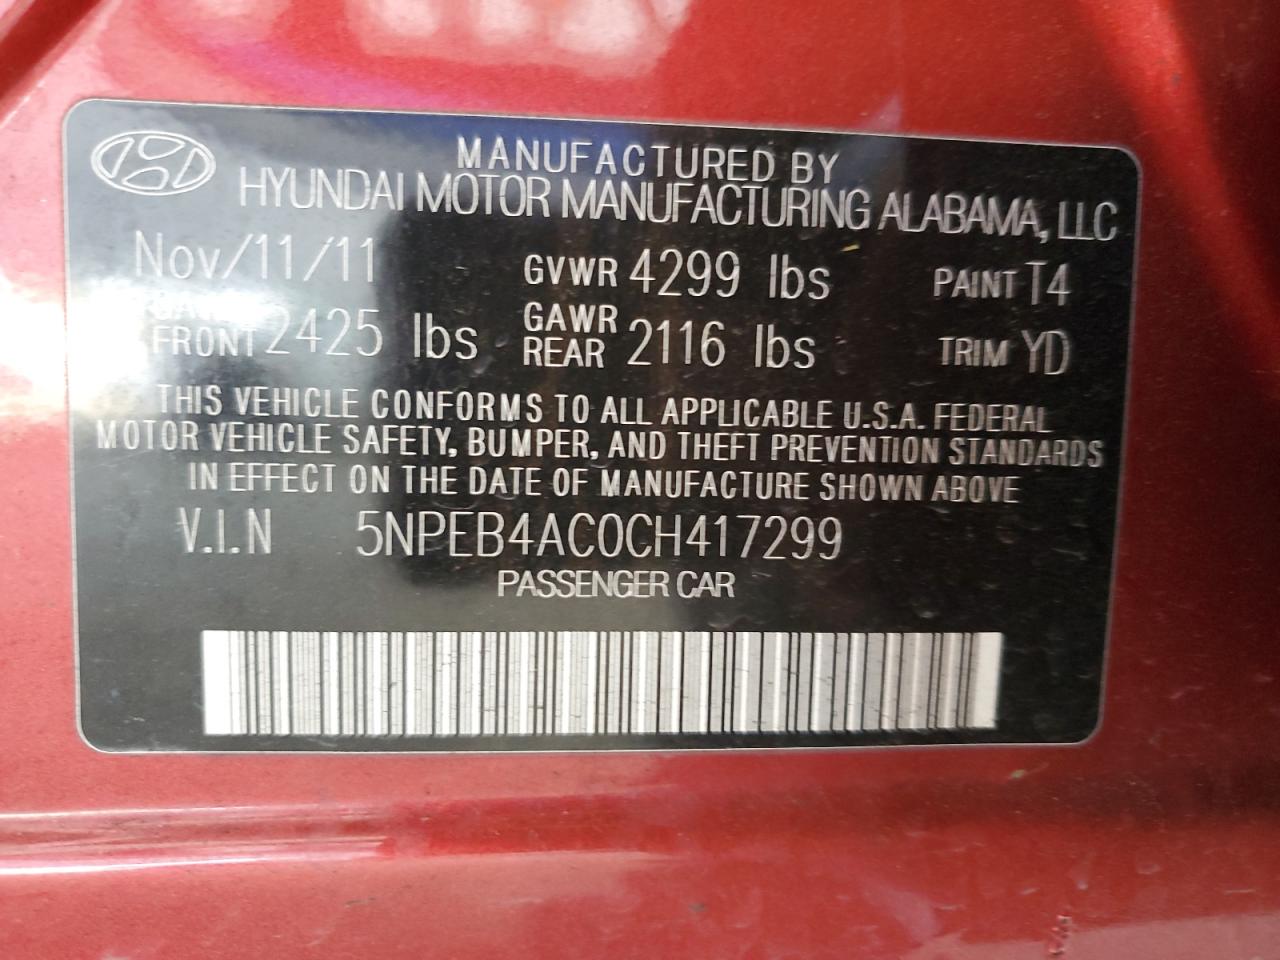 MANUFACTURED BY
HYUNDAI MOTOR MANUFACTURING ALABAMA, LLC
Nov/11/11 GVWR 4299 lbs PAINT T4
GAWR FRONT 2425 lbs GAWR REAR 2116 lbs TRIM YD
THIS VEHICLE CONFORMS TO ALL APPLICABLE U.S.A. FEDERAL
MOTOR VEHICLE SAFETY, BUMPER, AND THEFT PREVENTION STANDARDS
IN EFFECT ON THE DATE OF MANUFACTURE SHOWN ABOVE
V.I.N 5NPEB4AC0CH417299
PASSENGER CAR